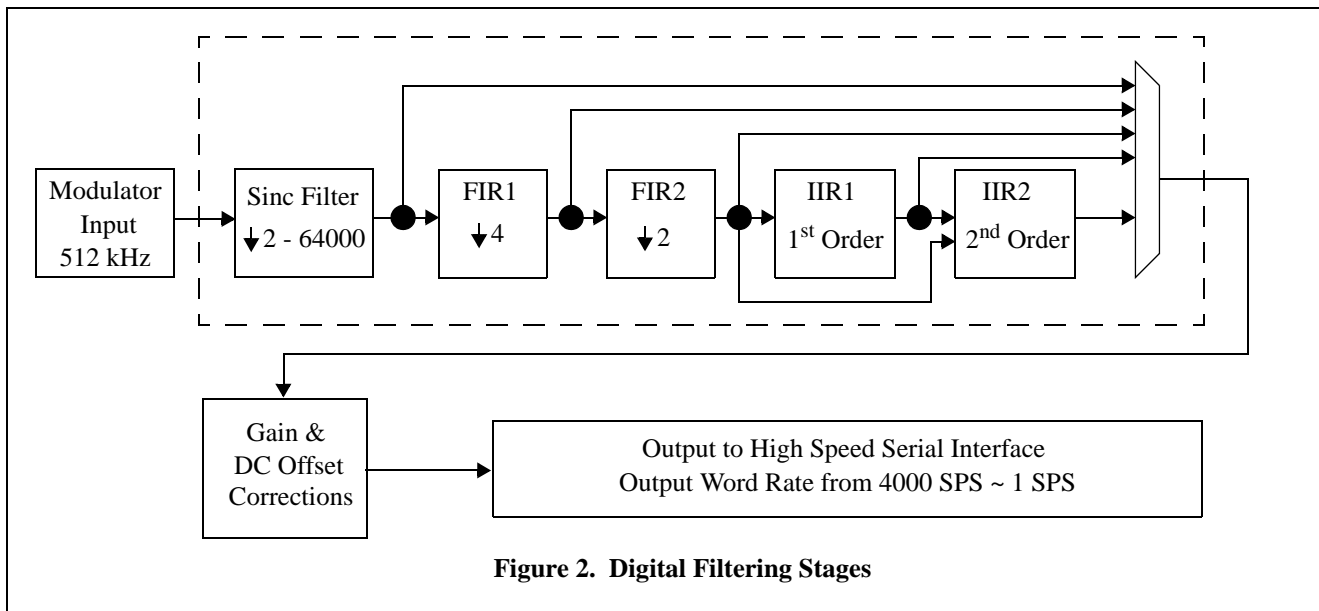 Modulator
Input
512 kHz
Sinc Filter
↓2 - 64000
FIR1
↓4
FIR2
↓2
IIR1
1st Order
IIR2
2nd Order
Gain &
DC Offset
Corrections
Output to High Speed Serial Interface
Output Word Rate from 4000 SPS ~ 1 SPS
Figure 2. Digital Filtering Stages